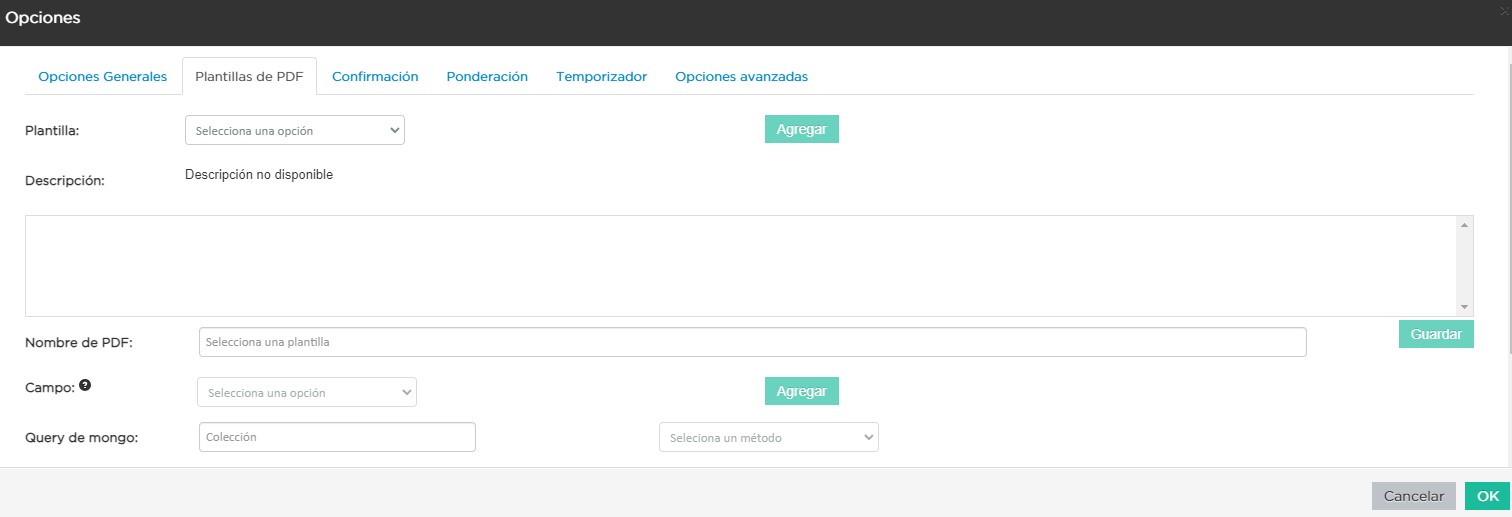 Opciones
Opciones Generales Plantillas de PDF Confirmación Ponderación Temporizador Opciones avanzadas
Plantilla: Selecciona una opción Agregar
Descripción: Descripción no disponible
Nombre de PDF: Selecciona una plantilla Guardar
Campo: ? Selecciona una opción Agregar
Query de mongo: Colección Seleciona un método
Cancelar OK